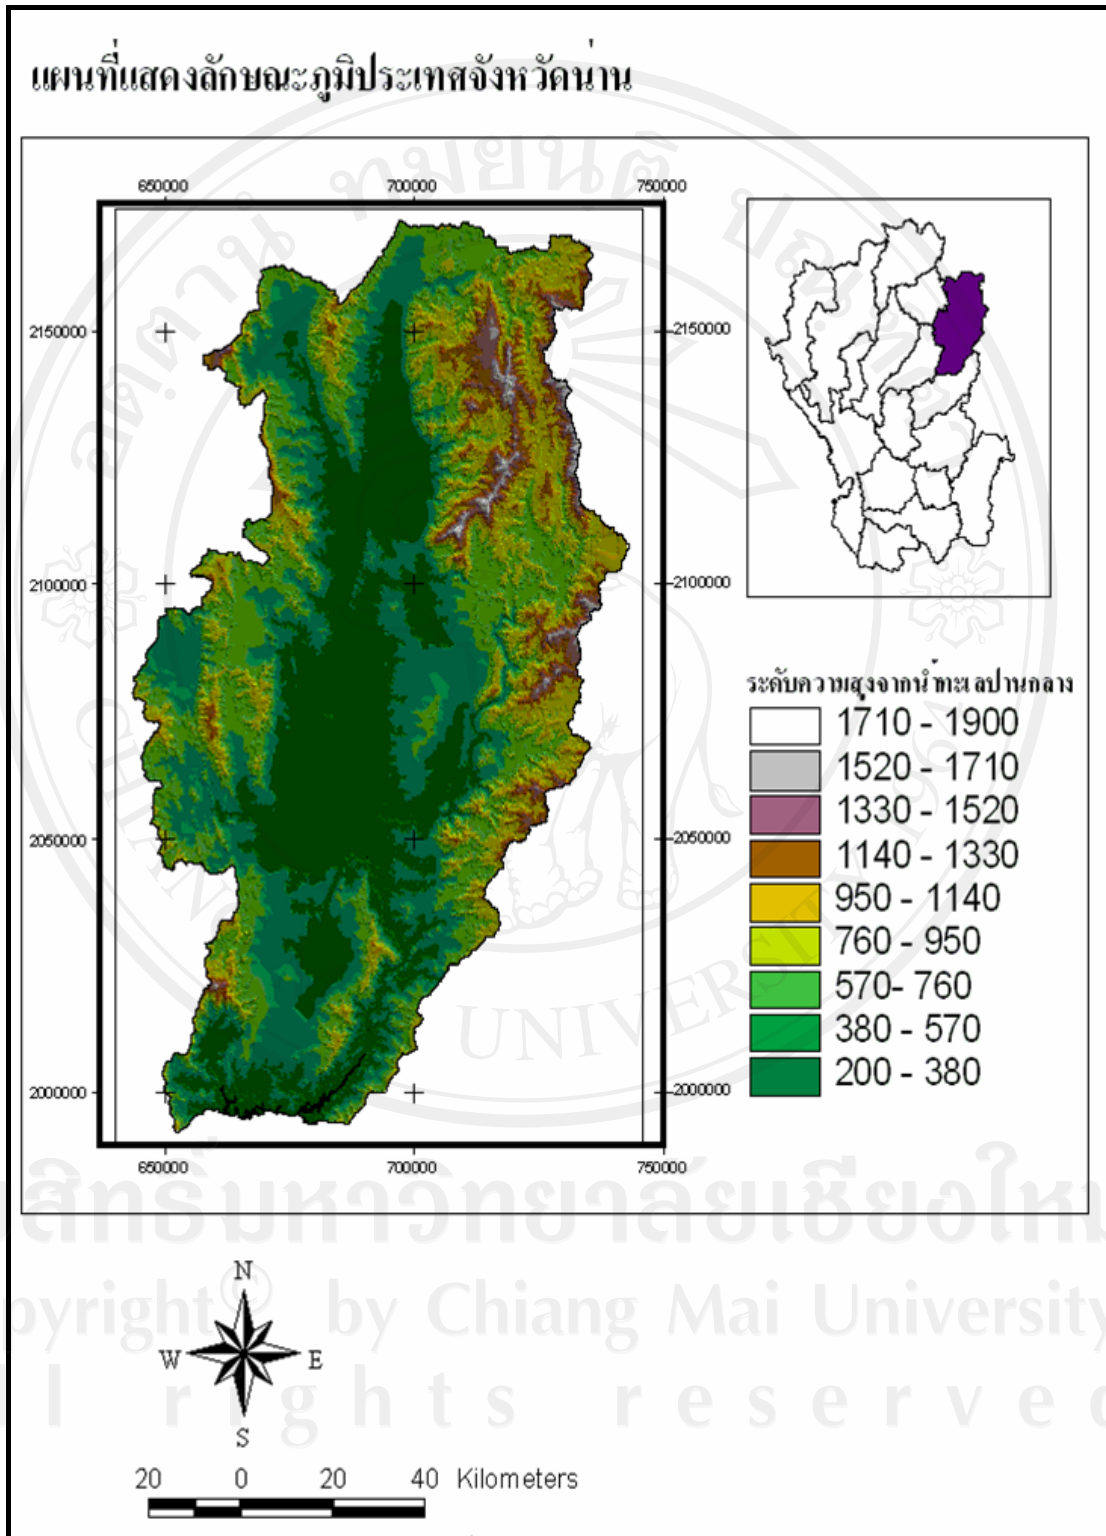 แผนที่แสดงลักษณะภูมิประเทศจังหวัดน่าน
650000 700000 750000
2150000 2150000
2100000 2100000
2050000 2050000
2000000 2000000
650000 700000 750000
ระดับความสูงจากน้ำทะเลปานกลาง
1710 - 1900
1520 - 1710
1330 - 1520
1140 - 1330
950 - 1140
760 - 950
570- 760
380 - 570
200 - 380
UNIVERSITY 1964
สิทธิ์มหาวิทยาลัยเชียงให
pyright© by Chiang Mai University
l rights reserved
N
W E
S
20 0 20 40 Kilometers